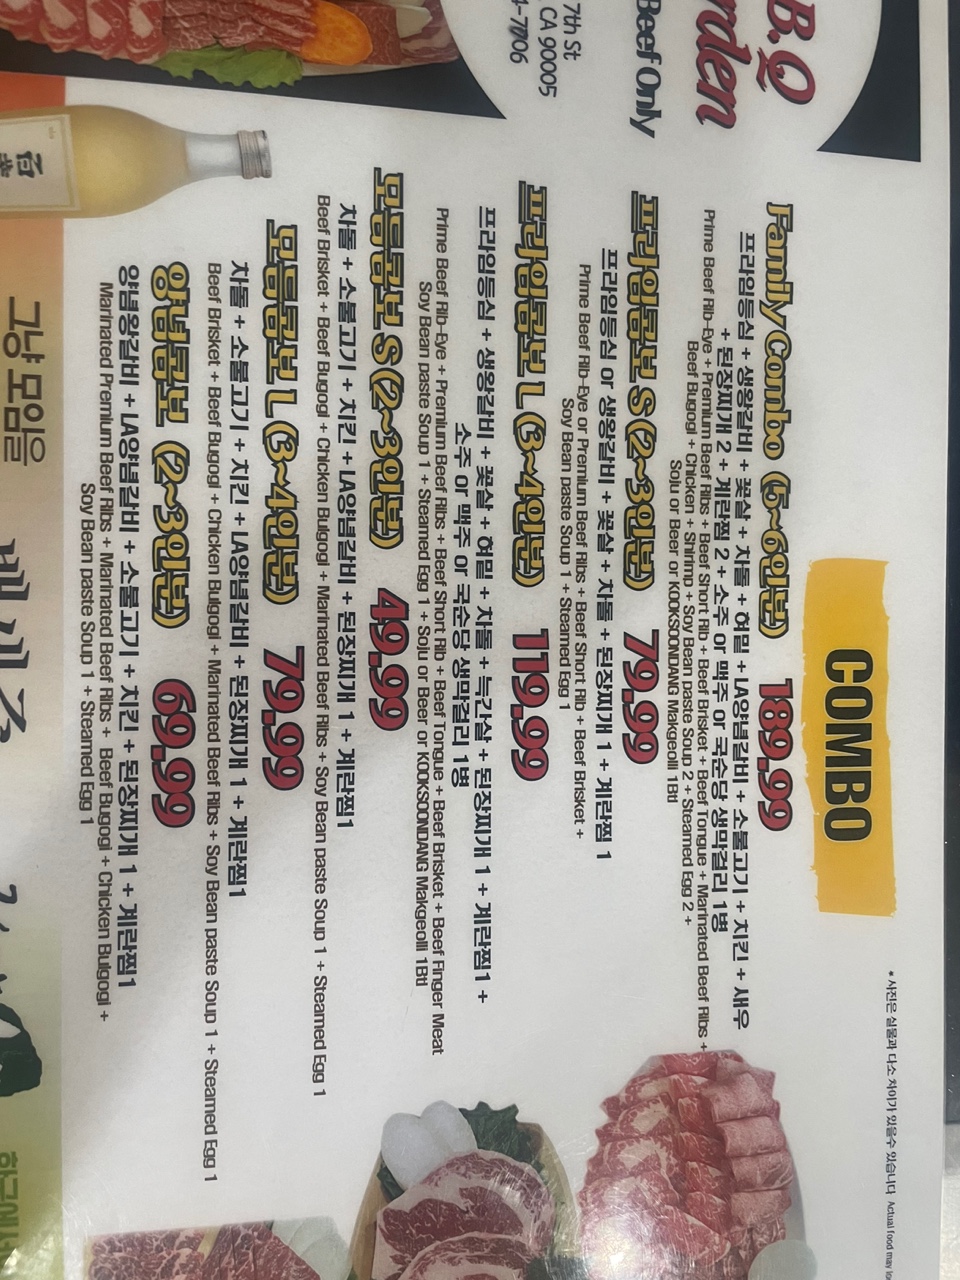 COMBO
* 사진은 실물과 다소 차이가 있을수 있습니다 Actual food may
B.Q
rden
Beef Only
7th St
CA 90005
4-7006
Family Combo (5~6인분) 189.99
프라임등심 + 생왕갈비 + 꽃살 + 차돌 + 혀밑 + LA양념갈비 + 소불고기 + 치킨 + 새우
+ 된장찌개 2 + 계란찜 2 + 소주 or 맥주 or 국순당 생막걸리 1병
Prime Beef Rib-Eye + Premium Beef Ribs + Beef Short Rib + Beef Brisket + Beef Tongue + Marinated Beef Ribs +
Beef Bugogi + Chicken + Shirimp + Soy Bean paste Soup 2 + Steamed Egg 2 +
Soju or Beer or KOOKSOONDANG Makgeolli 1Btl
프라임콤보 S (2~3인분) 79.99
프라임등심 or 생왕갈비 + 꽃살 + 차돌 + 된장찌개 1 + 계란찜 1
Prime Beef Rib-Eye or Premium Beef Ribs + Beef Short Rib + Beef Brisket +
Soy Bean paste Soup 1 + Steamed Egg 1
프라임콤보 L (3~4인분) 119.99
프라임등심 + 생왕갈비 + 꽃살 + 혀밑 + 차돌 + 늑간살 + 된장찌개 1 + 계란찜1 +
소주 or 맥주 or 국순당 생막걸리 1병
Prime Beef Rib-Eye + Premium Beef Ribs + Beef Short Rib + Beef Tongue + Beef Brisket + Beef Finger Meat
Soy Bean paste Soup 1 + Steamed Egg 1 + Soju or Beer or KOOKSOONDANG Makgeolli 1Btl
모듬콤보 S (2~3인분) 49.99
차돌 + 소불고기 + 치킨 + LA양념갈비 + 된장찌개 1 + 계란찜1
Beef Brisket + Beef Bugogi + Chicken Bulgogi + Marinated Beef Ribs + Soy Bean paste Soup 1 + Steamed Egg 1
모듬콤보 L (3~4인분) 79.99
차돌 + 소불고기 + 치킨 + LA양념갈비 + 된장찌개 1 + 계란찜1
Beef Brisket + Beef Bugogi + Chicken Bulgogi + Marinated Beef Ribs + Soy Bean paste Soup 1 + Steamed Egg 1
양념콤보 (2~3인분) 69.99
양념왕갈비 + LA양념갈비 + 소불고기 + 치킨 + 된장찌개 1 + 계란찜1
Marinated Premium Beef Ribs + Marinated Beef Ribs + Beef Bugogi + Chicken Bulgogi +
Soy Bean paste Soup 1 + Steamed Egg 1
그냥 모임을